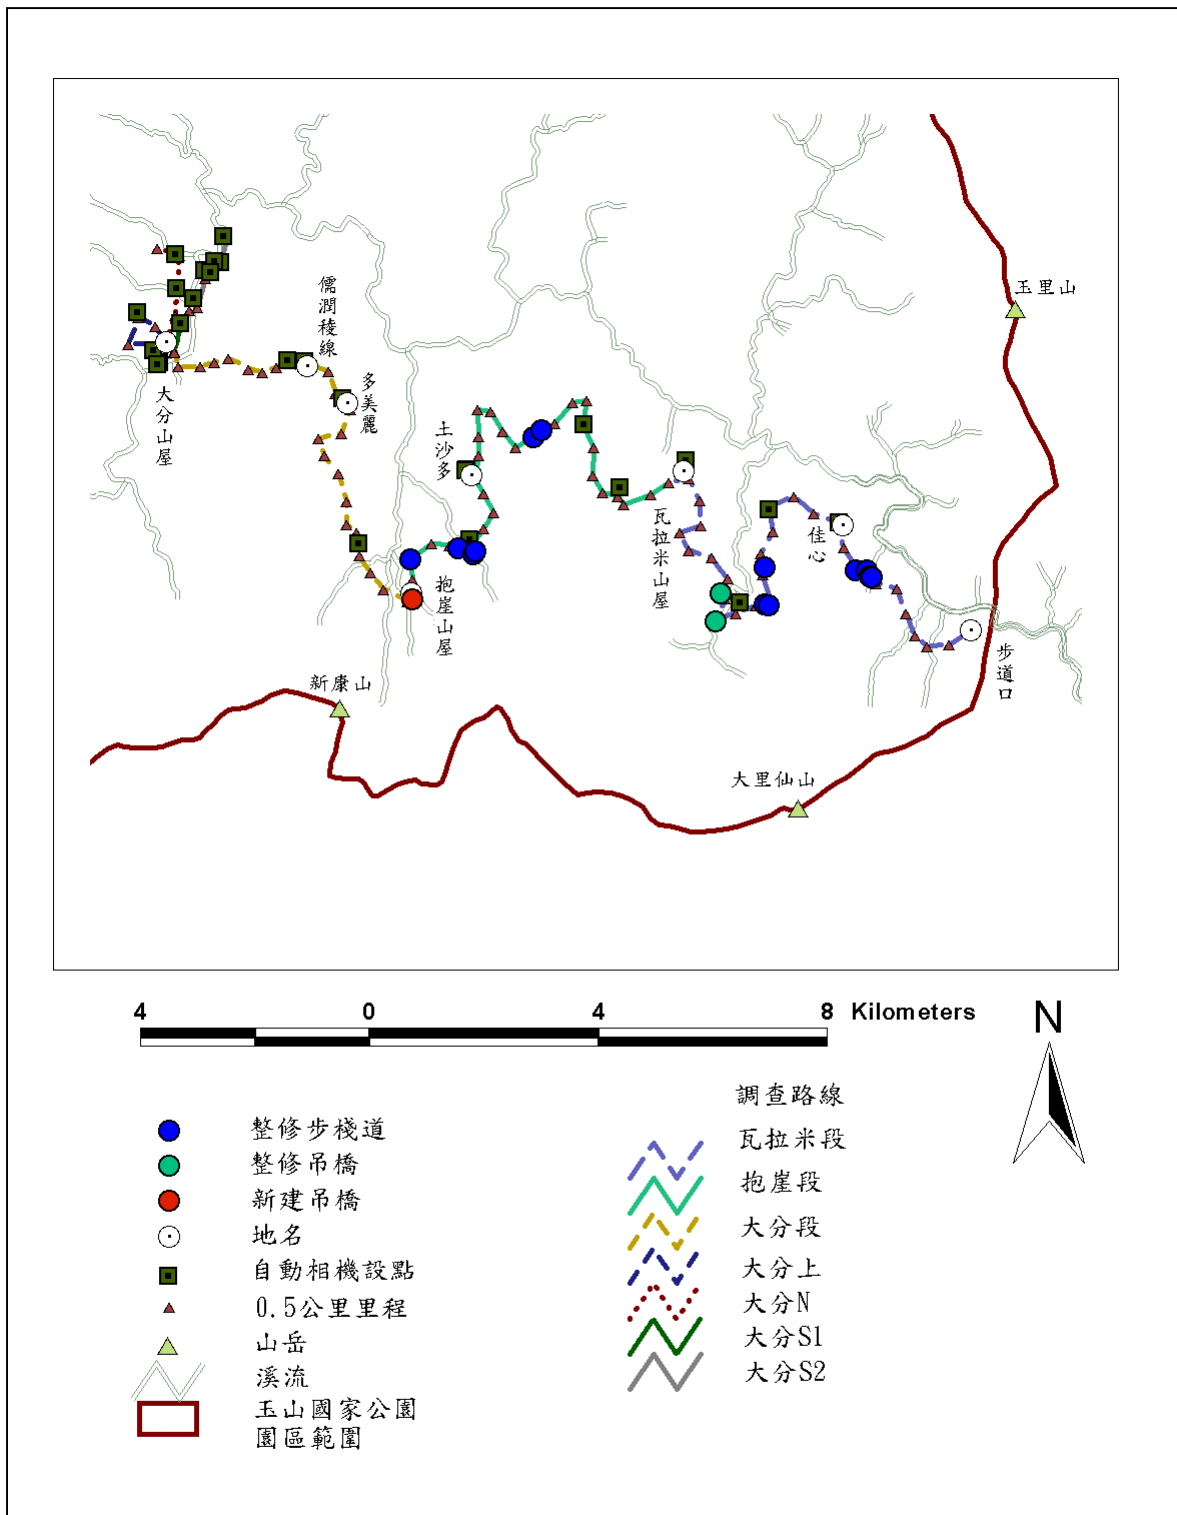 玉里山
儒潤稜線
多美麗
大分山屋
土沙多
瓦拉米山屋
佳心
抱崖山屋
步道口
新康山
大里仙山
4 0 4 8 Kilometers
N
整修步棧道
整修吊橋
新建吊橋
地名
自動相機設點
0.5公里里程
山岳
溪流
玉山國家公園
園區範圍
調查路線
瓦拉米段
抱崖段
大分段
大分上
大分N
大分S1
大分S2